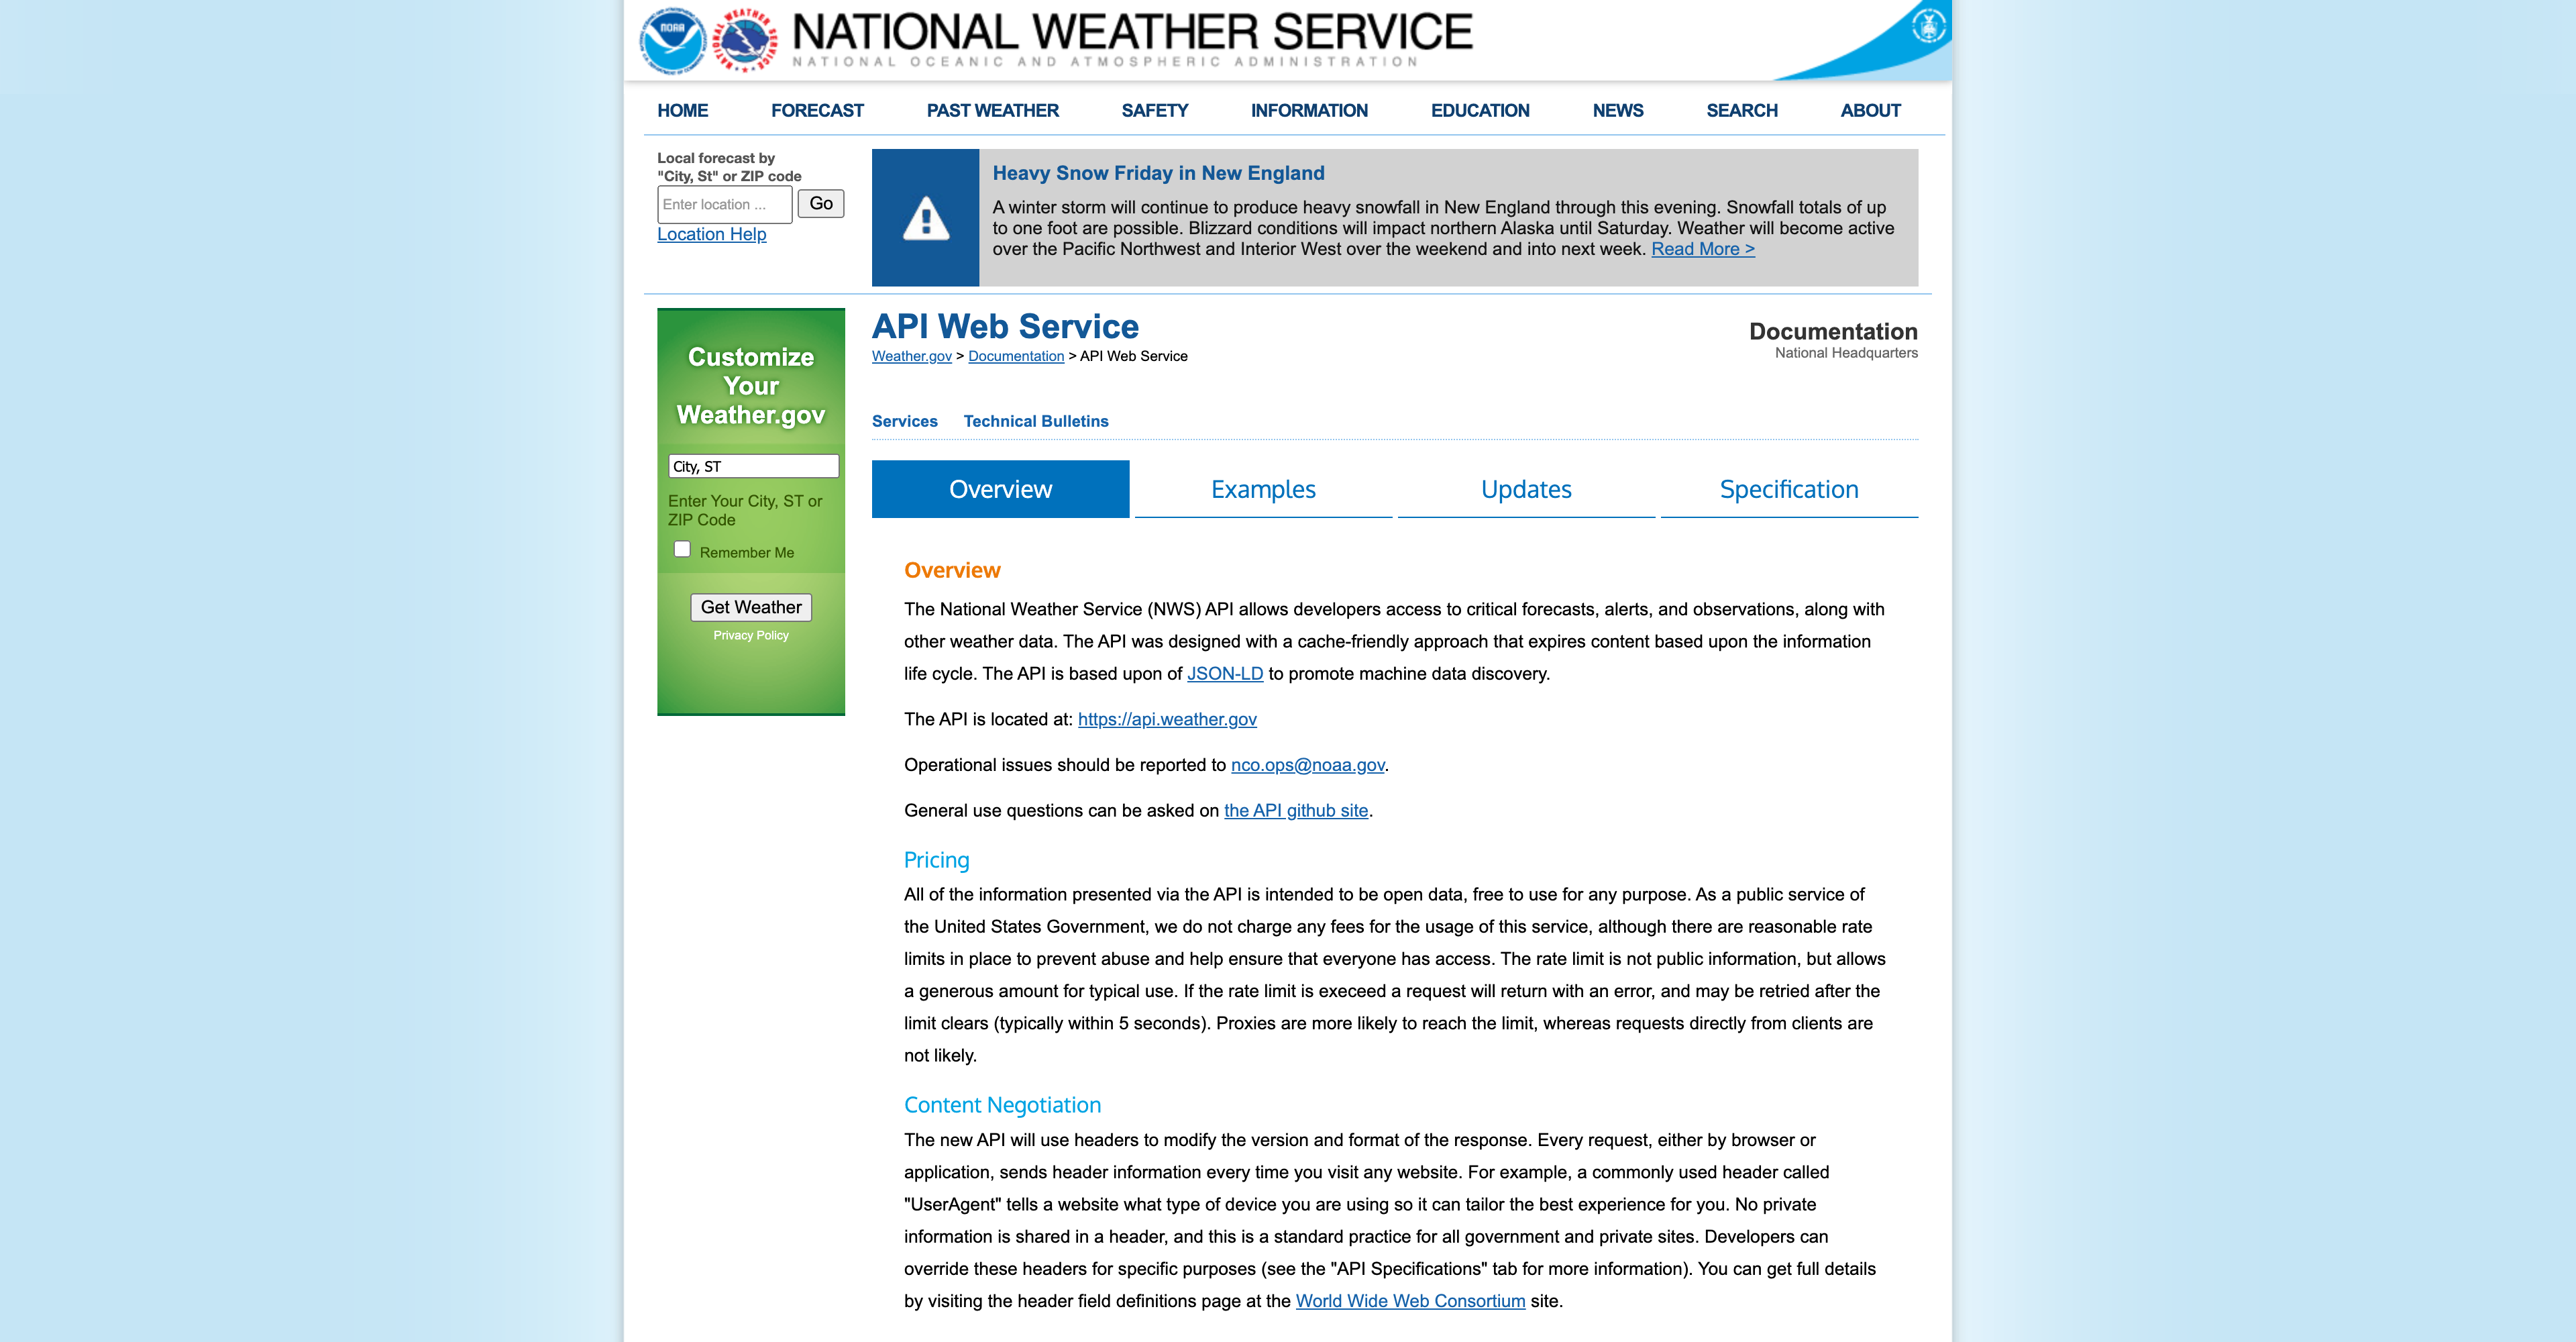 NOAA
NATIONAL WEATHER SERVICE
NATIONAL OCEANIC AND ATMOSPHERIC ADMINISTRATION
HOME FORECAST PAST WEATHER SAFETY INFORMATION EDUCATION NEWS SEARCH ABOUT
Local forecast by
"City, St" or ZIP code
Enter location ... Go
Location Help
Heavy Snow Friday in New England
A winter storm will continue to produce heavy snowfall in New England through this evening. Snowfall totals of up
to one foot are possible. Blizzard conditions will impact northern Alaska until Saturday. Weather will become active
over the Pacific Northwest and Interior West over the weekend and into next week. Read More >
Customize
Your
Weather.gov
City, ST
Enter Your City, ST or
ZIP Code
Remember Me
Get Weather
Privacy Policy
API Web Service
Weather.gov > Documentation > API Web Service
Documentation
National Headquarters
Services Technical Bulletins
Overview Examples Updates Specification
Overview
The National Weather Service (NWS) API allows developers access to critical forecasts, alerts, and observations, along with
other weather data. The API was designed with a cache-friendly approach that expires content based upon the information
life cycle. The API is based upon of JSON-LD to promote machine data discovery.
The API is located at: https://api.weather.gov
Operational issues should be reported to nco.ops@noaa.gov.
General use questions can be asked on the API github site.
Pricing
All of the information presented via the API is intended to be open data, free to use for any purpose. As a public service of
the United States Government, we do not charge any fees for the usage of this service, although there are reasonable rate
limits in place to prevent abuse and help ensure that everyone has access. The rate limit is not public information, but allows
a generous amount for typical use. If the rate limit is execeed a request will return with an error, and may be retried after the
limit clears (typically within 5 seconds). Proxies are more likely to reach the limit, whereas requests directly from clients are
not likely.
Content Negotiation
The new API will use headers to modify the version and format of the response. Every request, either by browser or
application, sends header information every time you visit any website. For example, a commonly used header called
"UserAgent" tells a website what type of device you are using so it can tailor the best experience for you. No private
information is shared in a header, and this is a standard practice for all government and private sites. Developers can
override these headers for specific purposes (see the "API Specifications" tab for more information). You can get full details
by visiting the header field definitions page at the World Wide Web Consortium site.